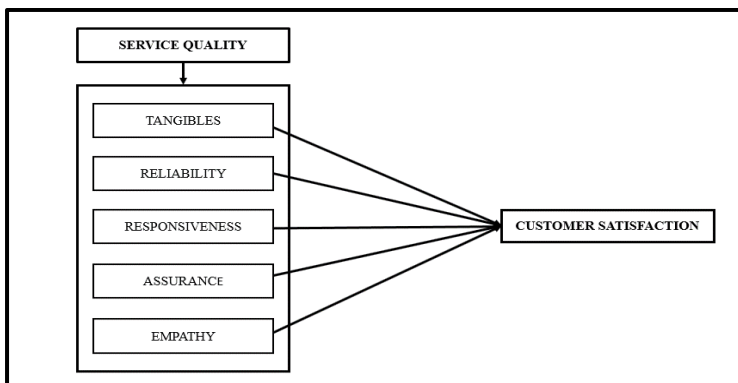 SERVICE QUALITY
TANGIBLES
RELIABILITY
RESPONSIVENESS
CUSTOMER SATISFACTION
ASSURANCE
EMPATHY